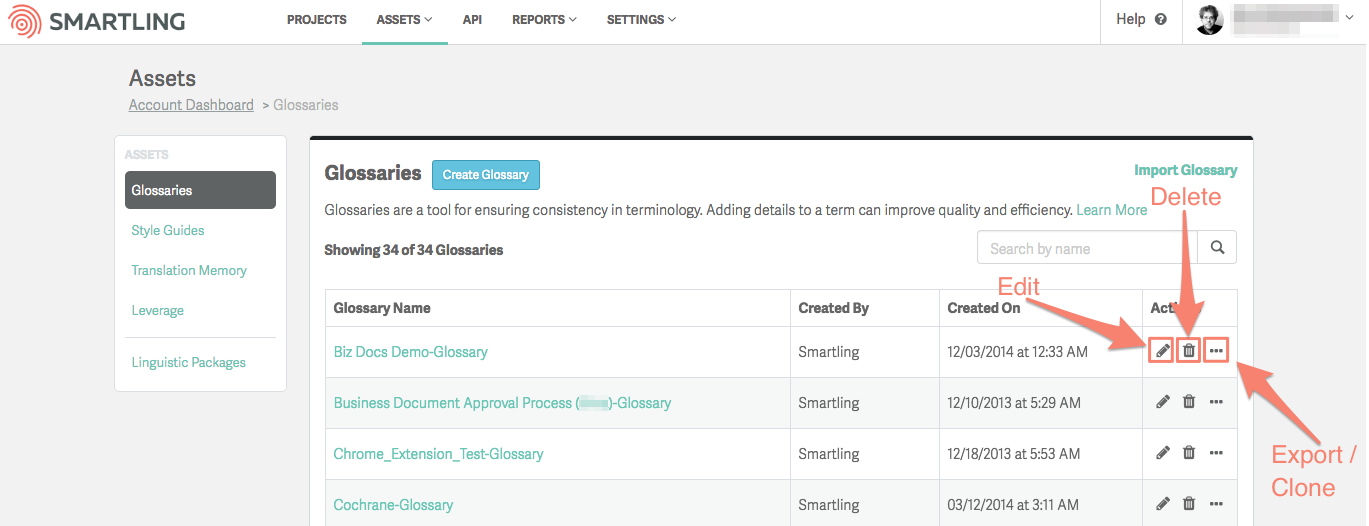 SMARTLING
PROJECTS
ASSETS
API
REPORTS
SETTINGS
Help
Assets
Account Dashboard > Glossaries
ASSETS
Glossaries
Style Guides
Translation Memory
Leverage
Linguistic Packages
Glossaries
Create Glossary
Import Glossary
Delete
Glossaries are a tool for ensuring consistency in terminology. Adding details to a term can improve quality and efficiency. Learn More
Showing 34 of 34 Glossaries
Search by name
Edit
Glossary Name
Created By
Created On
Biz Docs Demo-Glossary
Smartling
12/03/2014 at 12:33 AM
Business Document Approval Process ( )-Glossary
Smartling
12/10/2013 at 5:29 AM
Chrome_Extension_Test-Glossary
Smartling
12/18/2013 at 5:53 AM
Export /
Clone
Cochrane-Glossary
Smartling
03/12/2014 at 3:11 AM